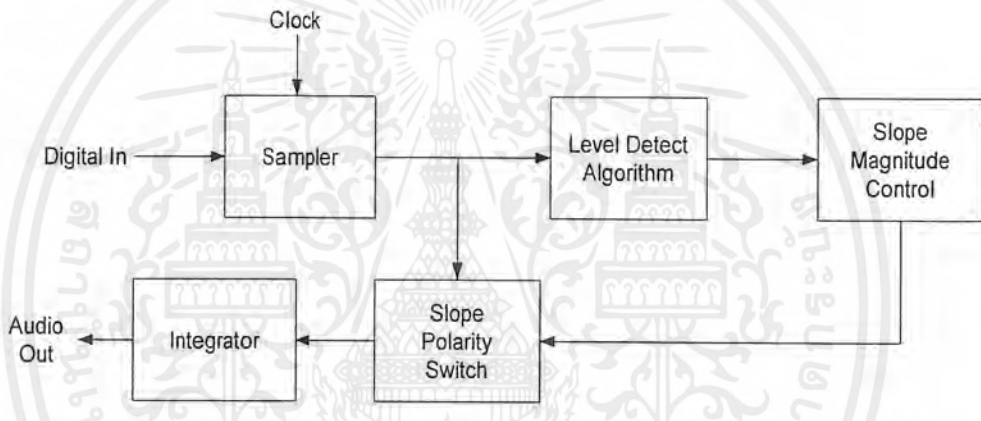 Clock
Digital In
Sampler
Level Detect
Algorithm
Slope
Magnitude
Control
Audio
Out
Integrator
Slope
Polarity
Switch